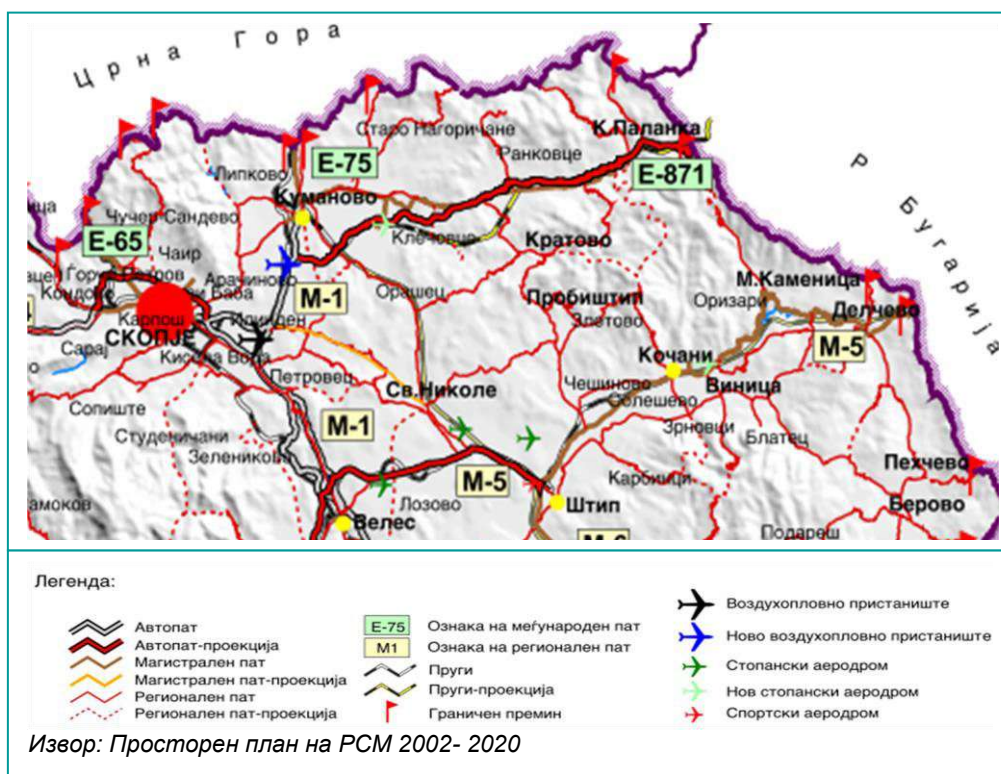 Црна Гора
Р Бугарија
Старо Нагоричане
К.Паланка
Ранковце
Е-75
Е-871
Липково
Куманово
Чучер-Сандево
Клечовце
Кратово
Е-65
Чаир
Арачиново
М-1
Орашец
М.Каменица
Пробиштип
Оризари
Делчево
Злетово
Карпош
Илинден
СКОПЈЕ
Сарај
Кисела Вода
М-5
Кочани
Петровец
Св.Николе
Чешиново
Виница
Облешево
Сопиште
М-1
Зрновци
Студеничани
Блатец
Зелениково
Пехчево
М-5
Карбинци
Лозово
Штип
Берово
Велес
Подареш
Легенда:
Автопат
Автопат-проекција
Магистрален пат
Магистрален пат-проекција
Регионален пат
Регионален пат-проекција
Е-75 Ознака на меѓународен пат
М1 Ознака на регионален пат
Пруги
Пруги-проекција
Граничен премин
Воздухопловно пристаниште
Ново воздухопловно пристаниште
Стопански аеродром
Нов стопански аеродром
Спортски аеродром
Извор: Просторен план на РСМ 2002- 2020